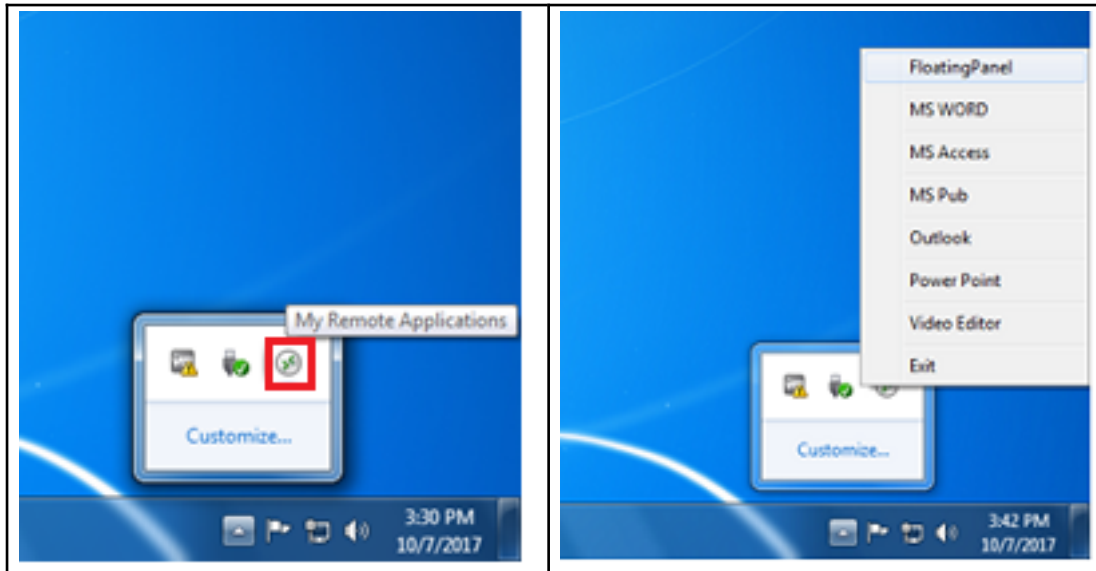 My Remote Applications
Customize...
3:30 PM
10/7/2017
FloatingPanel
MS WORD
MS Access
MS Pub
Outlook
Power Point
Video Editor
Exit
Customize...
3:42 PM
10/7/2017